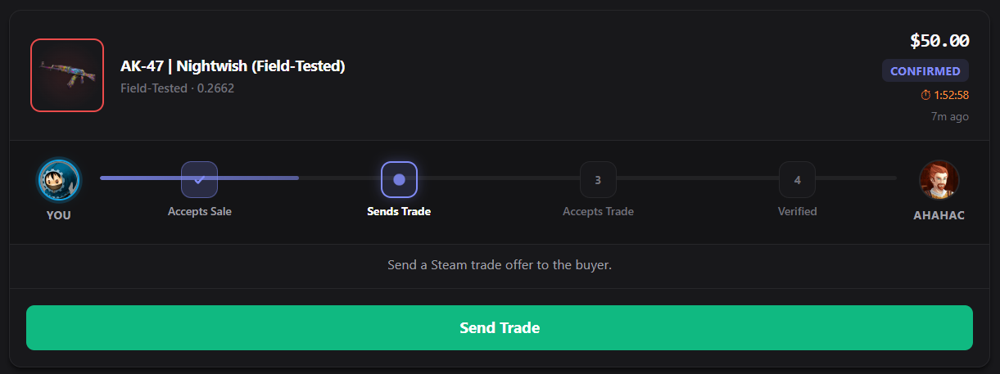 AK-47 | Nightwish (Field-Tested)
Field-Tested · 0.2662
$50.00
CONFIRMED
⏱ 1:52:58
7m ago
YOU
Accepts Sale
Sends Trade
3
Accepts Trade
4
Verified
AHAHAC
Send a Steam trade offer to the buyer.
Send Trade